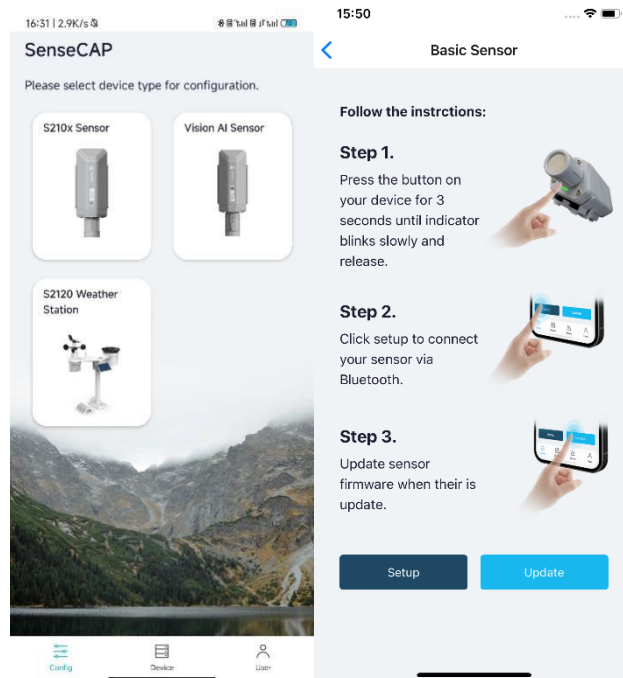 16:31 | 2.9K/s
SenseCAP
Please select device type for configuration.
S210x Sensor
Vision AI Sensor
S2120 Weather
Station
Config
Device
User
15:50
Basic Sensor
Follow the instrctions:
Step 1.
Press the button on
your device for 3
seconds until indicator
blinks slowly and
release.
Step 2.
Click setup to connect
your sensor via
Bluetooth.
Step 3.
Update sensor
firmware when their is
update.
Setup
Update